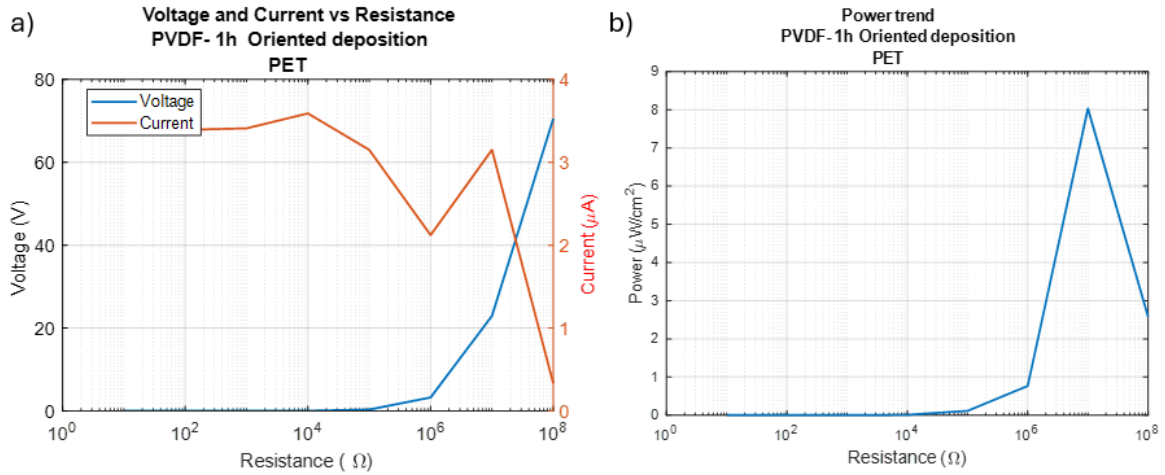 a)
Voltage and Current vs Resistance
PVDF- 1h Oriented deposition
PET
Voltage
Current
80
60
40
20
0
Voltage (V)
4
3
2
1
0
Current (μA)
10^0
10^2
10^4
10^6
10^8
Resistance ( Ω)
b)
Power trend
PVDF- 1h Oriented deposition
PET
9
8
7
6
5
4
3
2
1
0
Power (μW/cm^2)
10^0
10^2
10^4
10^6
10^8
Resistance (Ω)